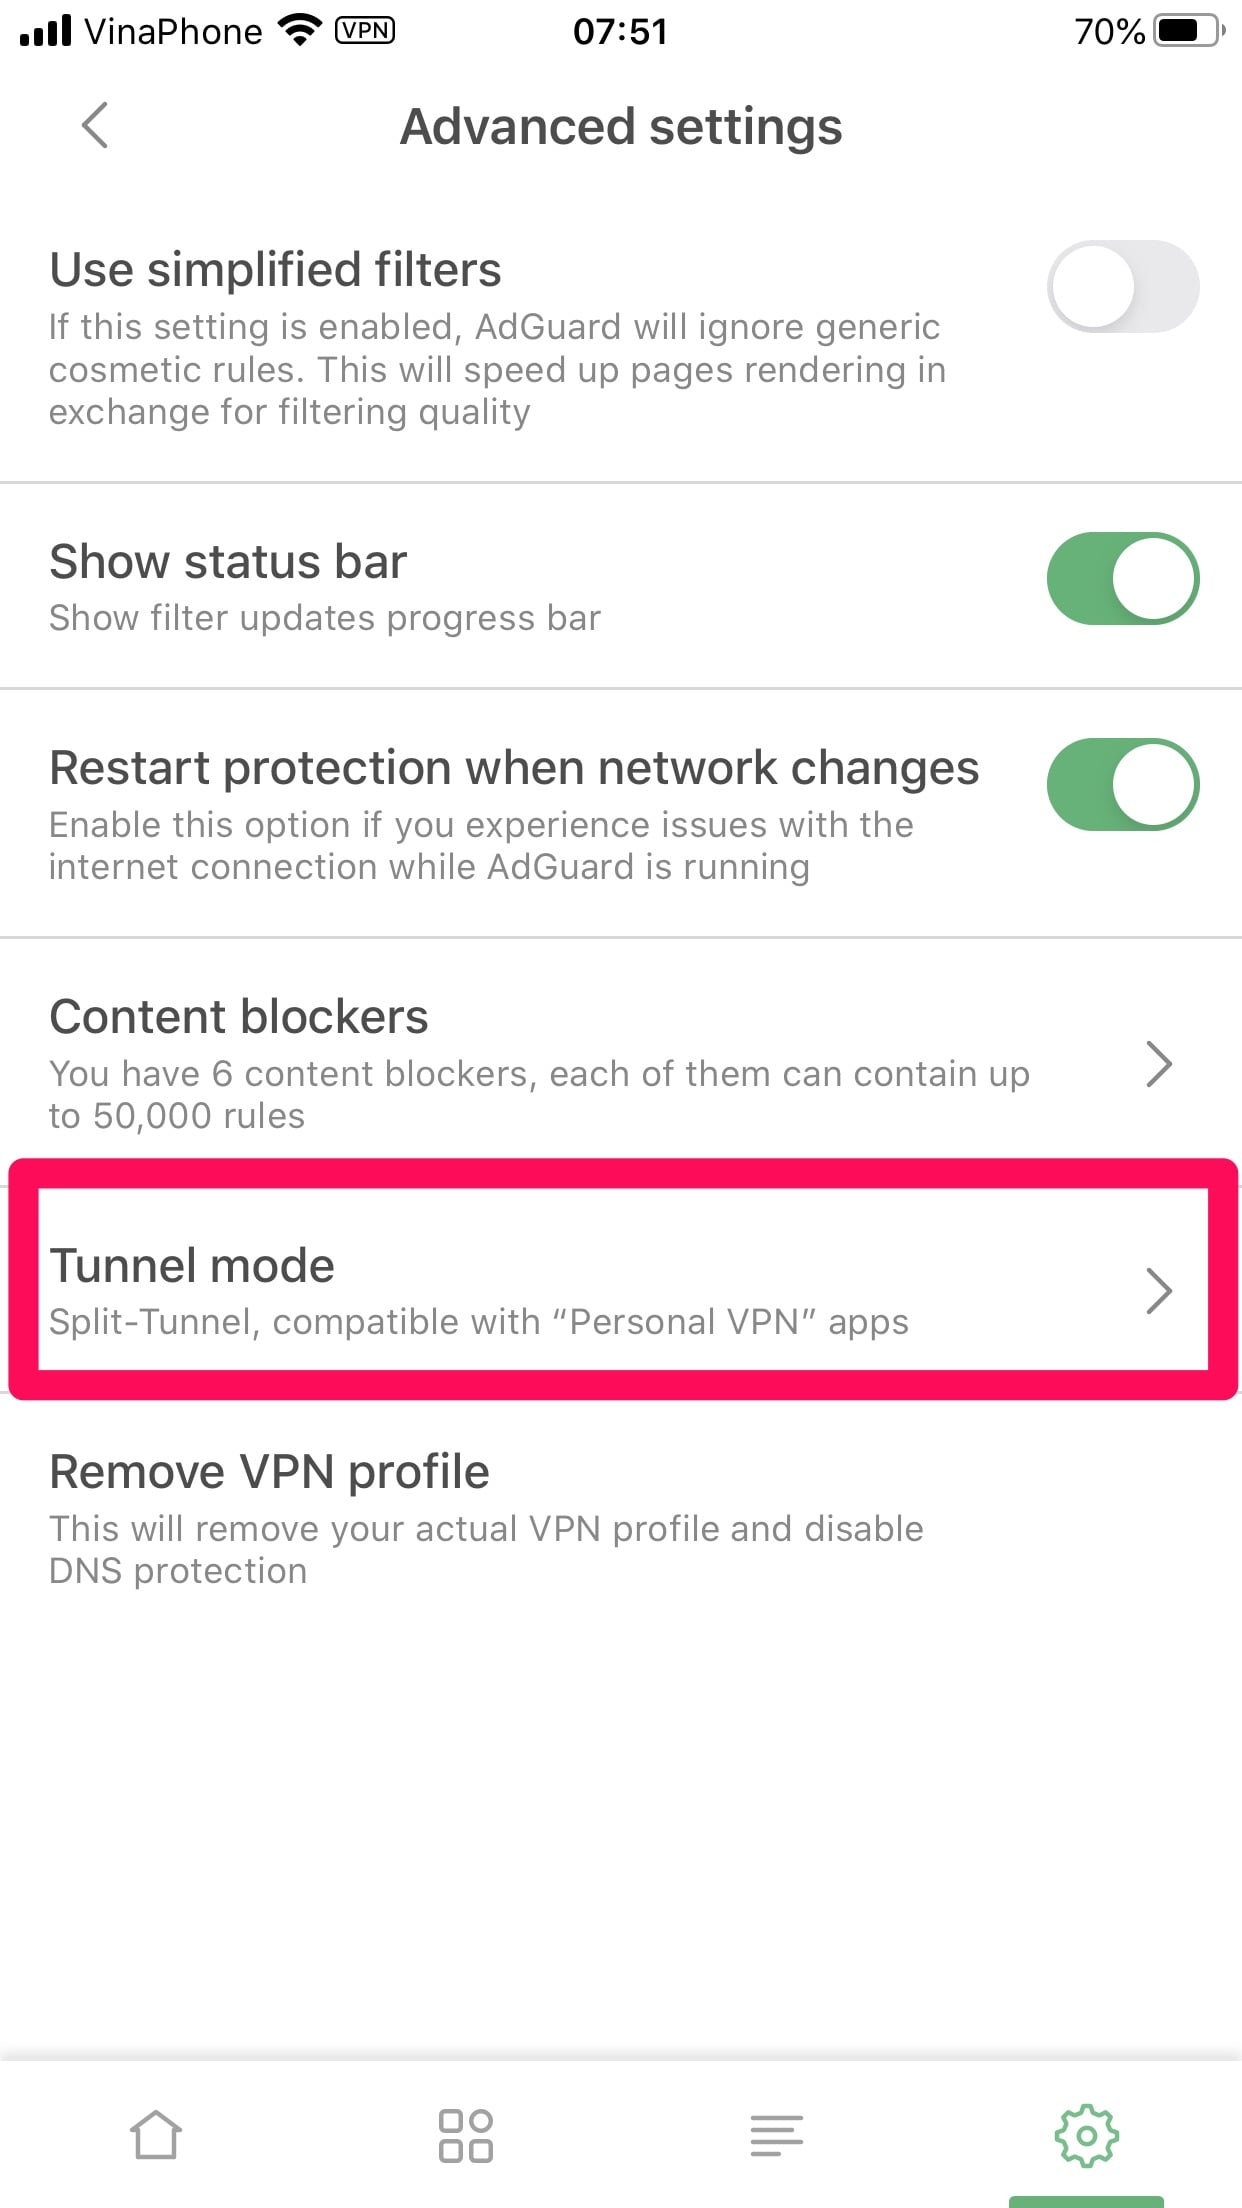 VinaPhone VPN 07:51 70%
Advanced settings
Use simplified filters
If this setting is enabled, AdGuard will ignore generic
cosmetic rules. This will speed up pages rendering in
exchange for filtering quality
Show status bar
Show filter updates progress bar
Restart protection when network changes
Enable this option if you experience issues with the
internet connection while AdGuard is running
Content blockers
You have 6 content blockers, each of them can contain up
to 50,000 rules
Tunnel mode
Split-Tunnel, compatible with “Personal VPN” apps
Remove VPN profile
This will remove your actual VPN profile and disable
DNS protection